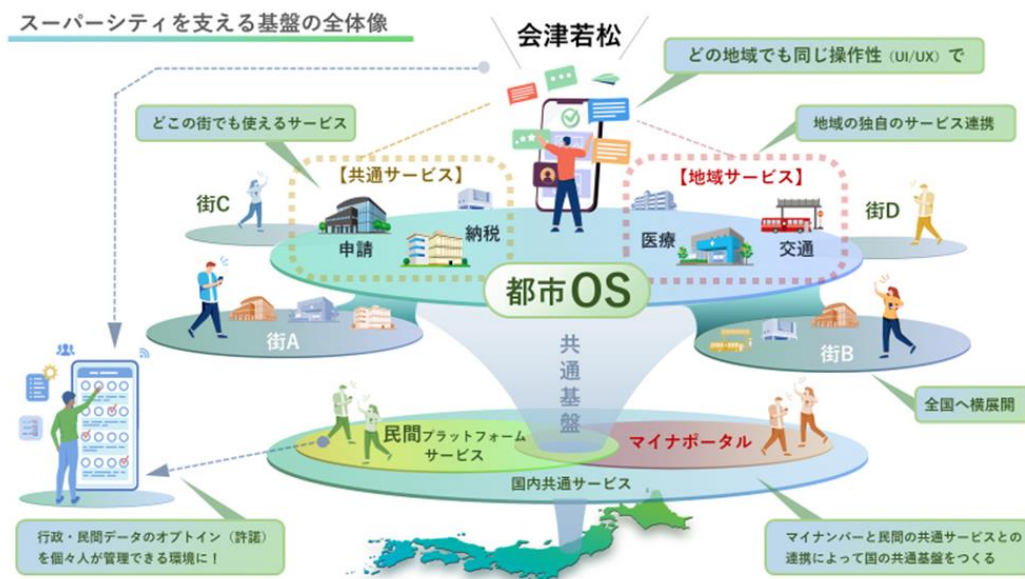 スーパーシティを支える基盤の全体像
会津若松
どの地域でも同じ操作性（UI/UX）で
どこの街でも使えるサービス
地域の独自のサービス連携
【共通サービス】
【地域サービス】
街C
街D
申請
納税
医療
交通
都市OS
街A
街B
共通基盤
全国へ横展開
民間プラットフォーム
サービス
マイナポータル
国内共通サービス
行政・民間データのオプトイン（許諾）
を個々人が管理できる環境に！
マイナンバーと民間の共通サービスとの
連携によって国の共通基盤をつくる